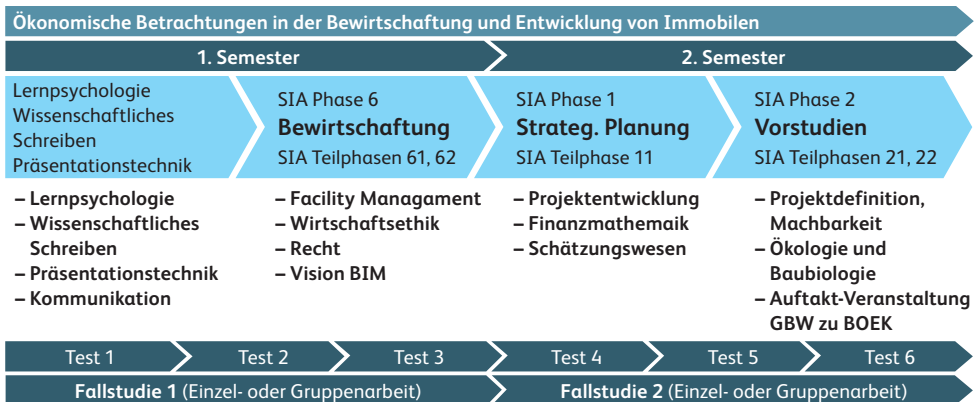 Ökonomische Betrachtungen in der Bewirtschaftung und Entwicklung von Immobilen
1. Semester
2. Semester
Lernpsychologie
Wissenschaftliches
Schreiben
Präsentationstechnik
SIA Phase 6
Bewirtschaftung
SIA Teilphasen 61, 62
SIA Phase 1
Strateg. Planung
SIA Teilphase 11
SIA Phase 2
Vorstudien
SIA Teilphasen 21, 22
– Lernpsychologie
– Wissenschaftliches
Schreiben
– Präsentationstechnik
– Kommunikation
– Facility Managament
– Wirtschaftsethik
– Recht
– Vision BIM
– Projektentwicklung
– Finanzmathemaik
– Schätzungswesen
– Projektdefinition,
Machbarkeit
– Ökologie und
Baubiologie
– Auftakt-Veranstaltung
GBW zu BOEK
Test 1
Test 2
Test 3
Test 4
Test 5
Test 6
Fallstudie 1 (Einzel- oder Gruppenarbeit)
Fallstudie 2 (Einzel- oder Gruppenarbeit)